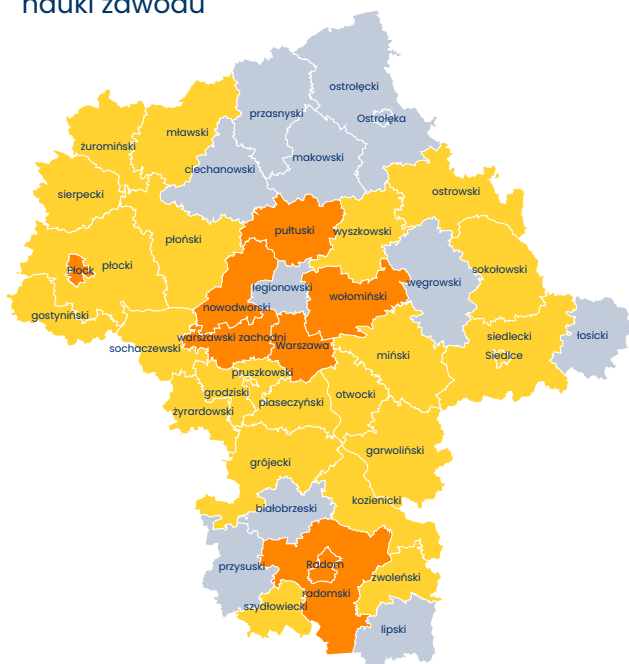 nauki zawodu
ostrołęcki
przasnyski
Ostrołęka
mławski
żuromiński
makowski
ciechanowski
ostrowski
sierpecki
pułtuski
wyszkowski
płoński
płocki
Płock
sokołowski
węgrowski
legionowski
wołomiński
nowodworski
gostyniński
warszawski zachodni
siedlecki
łosicki
Warszawa
sochaczewski
miński
Siedlce
pruszkowski
grodziski
otwocki
piaseczyński
żyrardowski
garwoliński
grójecki
kozienicki
białobrzeski
Radom
przysuski
zwoleński
radomski
szydłowiecki
lipski